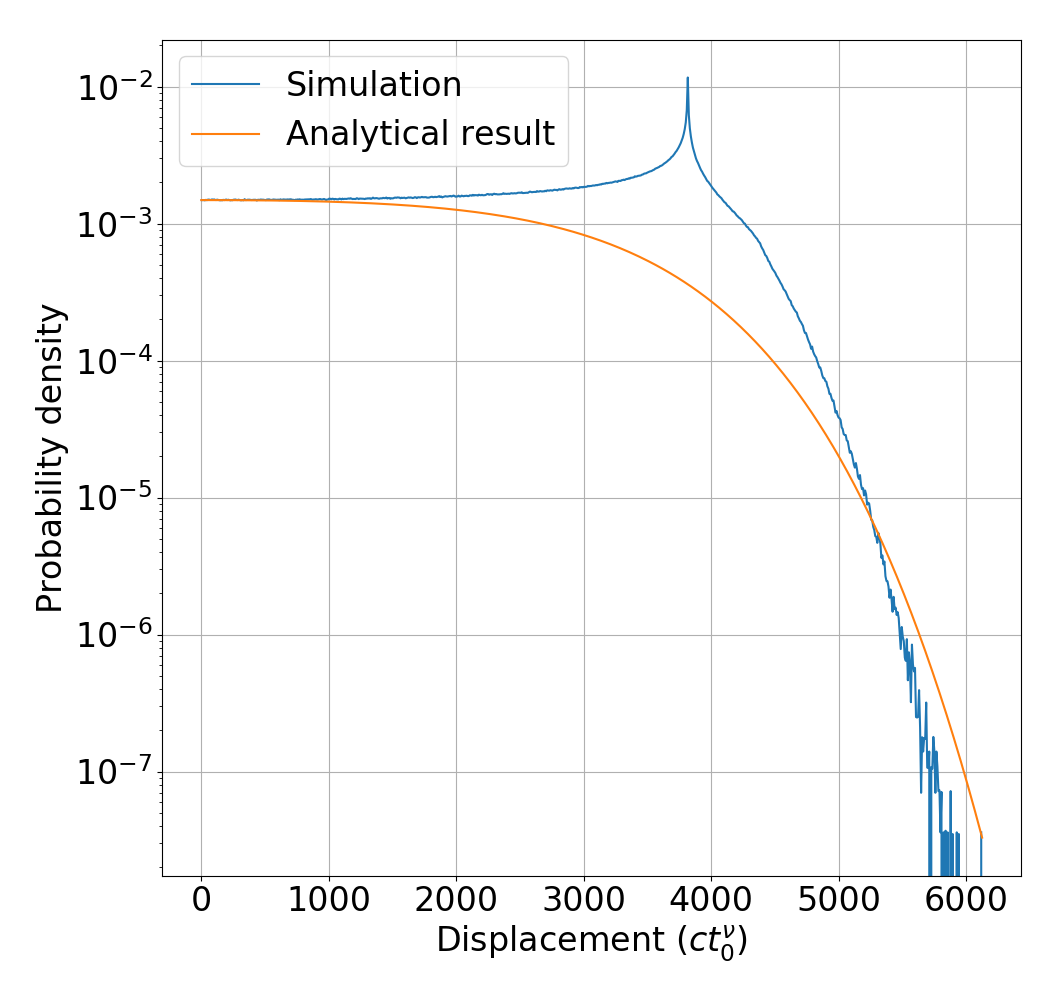 Simulation
Analytical result
Probability density
10^{-2}
10^{-3}
10^{-4}
10^{-5}
10^{-6}
10^{-7}
0 1000 2000 3000 4000 5000 6000
Displacement (ct_0^ν)